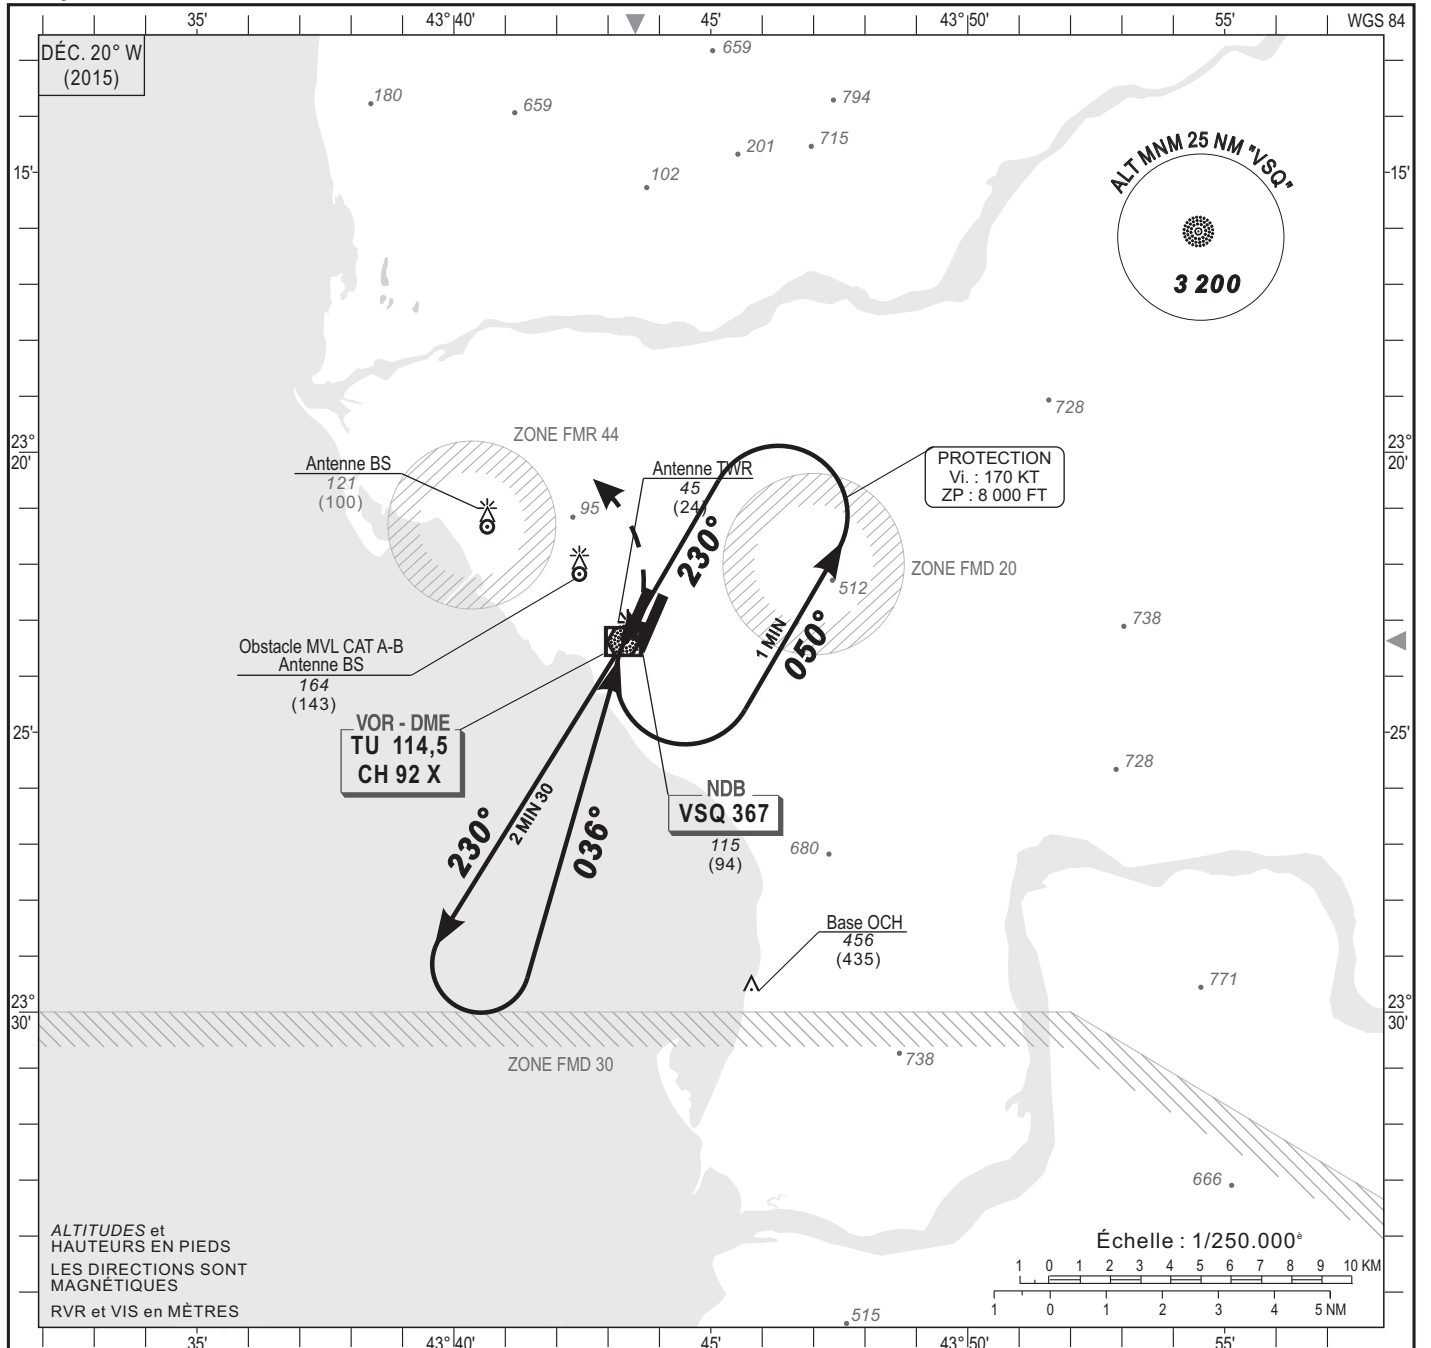 35'
43° 40'
45'
43° 50'
55'
WGS 84
DÉC. 20° W
(2015)
659
180
659
794
715
201
102
15'
15'
ALT MNM 25 NM "VSQ"
3 200
728
23°
20'
23°
20'
ZONE FMR 44
Antenne BS
121
(100)
95
Antenne TWR
45
(24)
230°
PROTECTION
Vi. : 170 KT
ZP : 8 000 FT
ZONE FMD 20
512
738
1 MIN
050°
Obstacle MVL CAT A-B
Antenne BS
164
(143)
VOR - DME
TU 114,5
CH 92 X
25'
25'
728
NDB
VSQ 367
115
(94)
230°
2 MIN 30
036°
680
Base OCH
456
(435)
771
23°
30'
23°
30'
ZONE FMD 30
738
666
ALTITUDES et
HAUTEURS EN PIEDS
LES DIRECTIONS SONT
MAGNÉTIQUES
RVR et VIS en MÈTRES
Échelle : 1/250.000è
1 0 1 2 3 4 5 6 7 8 9 10 KM
1 0 1 2 3 4 5 NM
515
35'
43° 40'
45'
43° 50'
55'